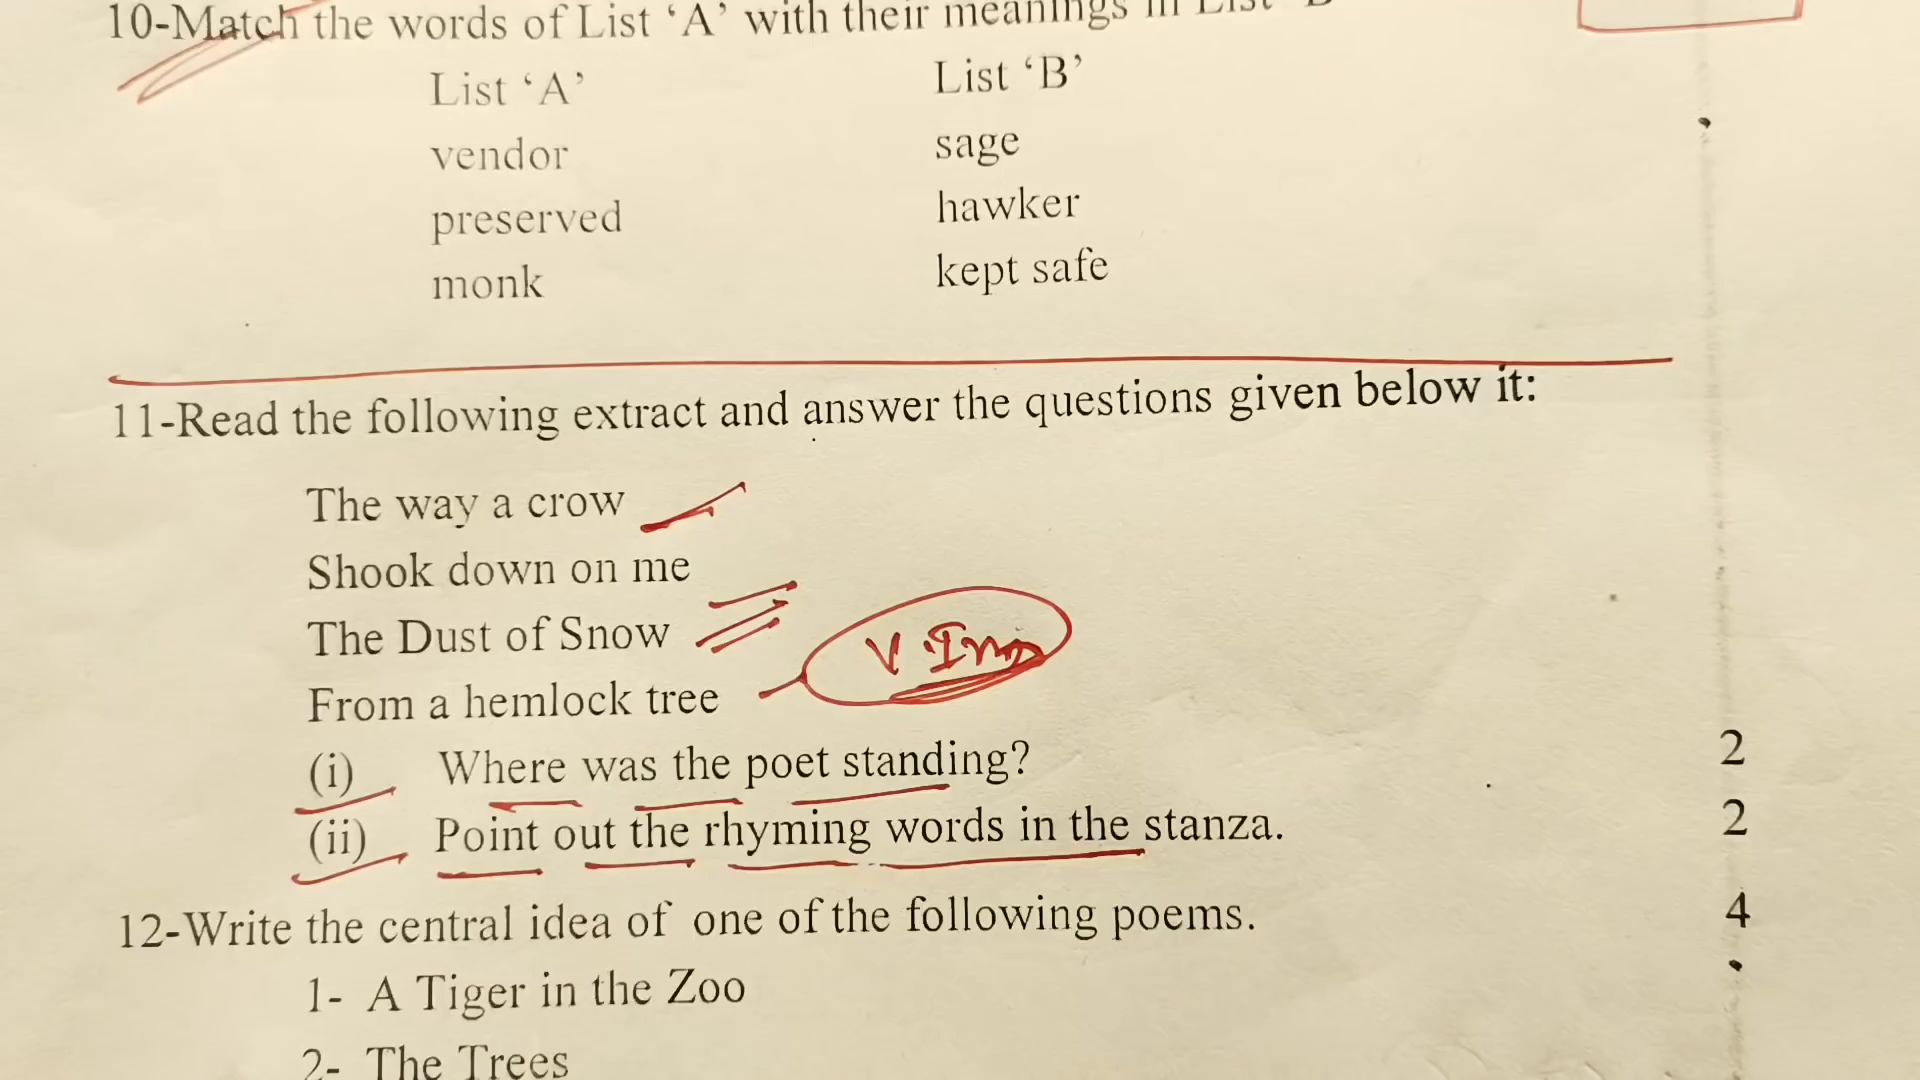 10-Match the words of List ‘A’ with their meanings in List ‘B’
List ‘A’ List ‘B’
vendor sage
preserved hawker
monk kept safe
11-Read the following extract and answer the questions given below it:
The way a crow
Shook down on me
The Dust of Snow
V. Imp
From a hemlock tree
(i) Where was the poet standing? 2
(ii) Point out the rhyming words in the stanza. 2
12-Write the central idea of one of the following poems. 4
1- A Tiger in the Zoo
2- The Trees